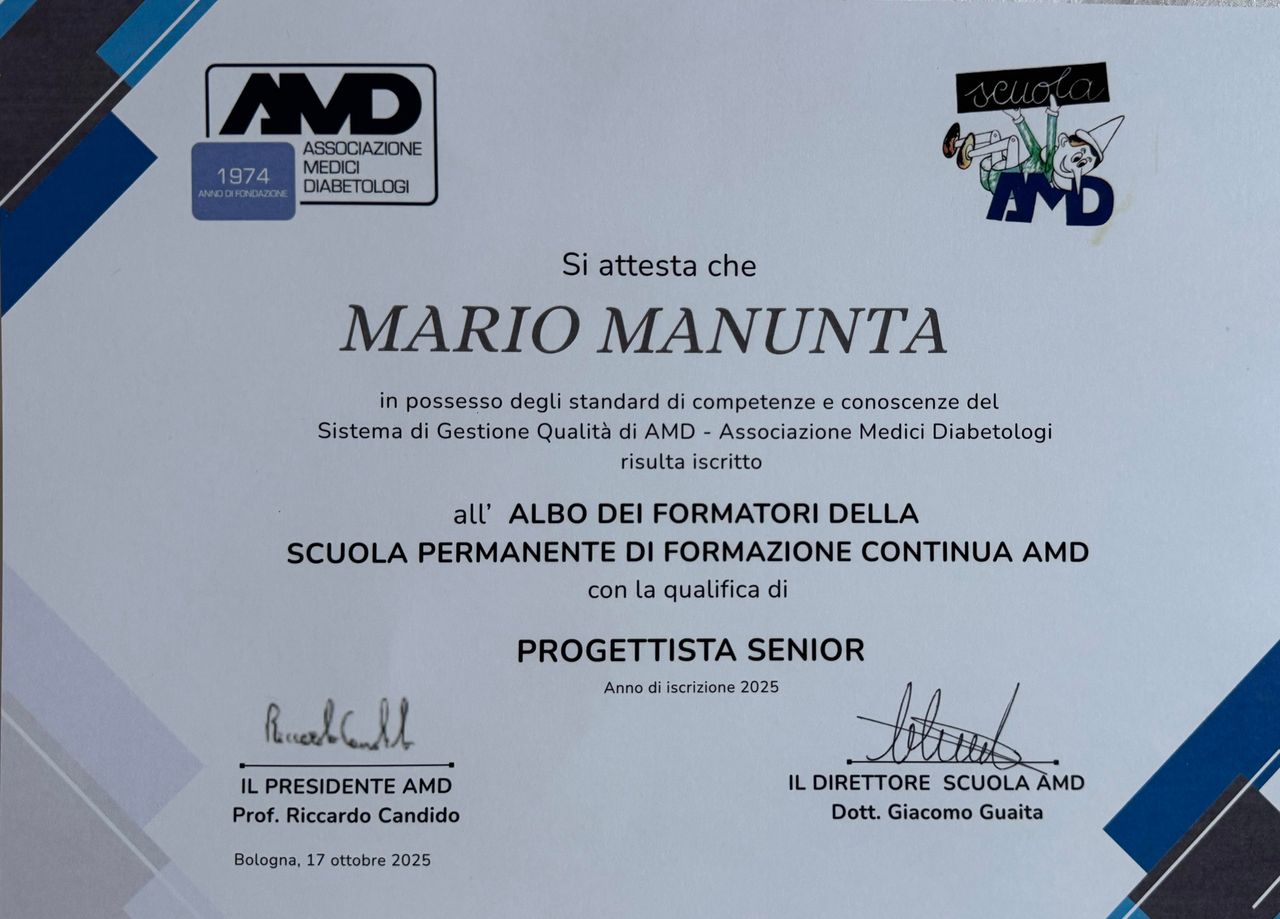 AMD
ASSOCIAZIONE
MEDICI
DIABETOLOGI
1974
ANNO DI FONDAZIONE
scuola
AMD
Si attesta che
MARIO MANUNTA
in possesso degli standard di competenze e conoscenze del
Sistema di Gestione Qualità di AMD - Associazione Medici Diabetologi
risulta iscritto
all’ ALBO DEI FORMATORI DELLA
SCUOLA PERMANENTE DI FORMAZIONE CONTINUA AMD
con la qualifica di
PROGETTISTA SENIOR
Anno di iscrizione 2025
Riccardo Candido
IL PRESIDENTE AMD
Prof. Riccardo Candido
IL DIRETTORE SCUOLA AMD
Dott. Giacomo Guaita
Bologna, 17 ottobre 2025